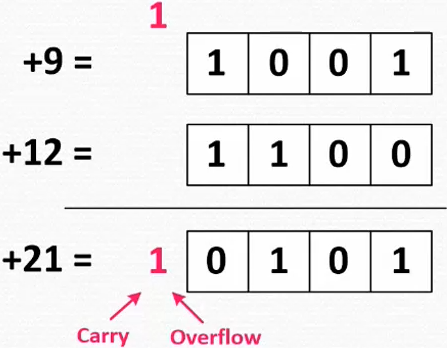 1
+9 = 1 0 0 1
+12 = 1 1 0 0
+21 = 1 0 1 0 1
Carry Overflow